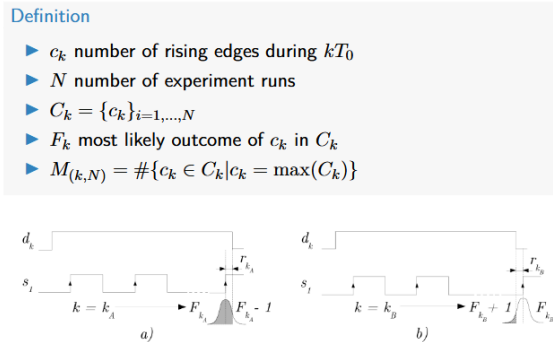 Definition
► c_k number of rising edges during kT_0
► N number of experiment runs
► C_k = {c_k}_{i=1,...,N}
► F_k most likely outcome of c_k in C_k
► M_{(k,N)} = #{c_k ∈ C_k|c_k = max(C_k)}
d_k
r_{k_A}
s_1
k = k_A
F_{k_A}
F_{k_A} - 1
a)
d_k
r_{k_B}
s_1
k = k_B
F_{k_B} + 1
F_{k_B}
b)